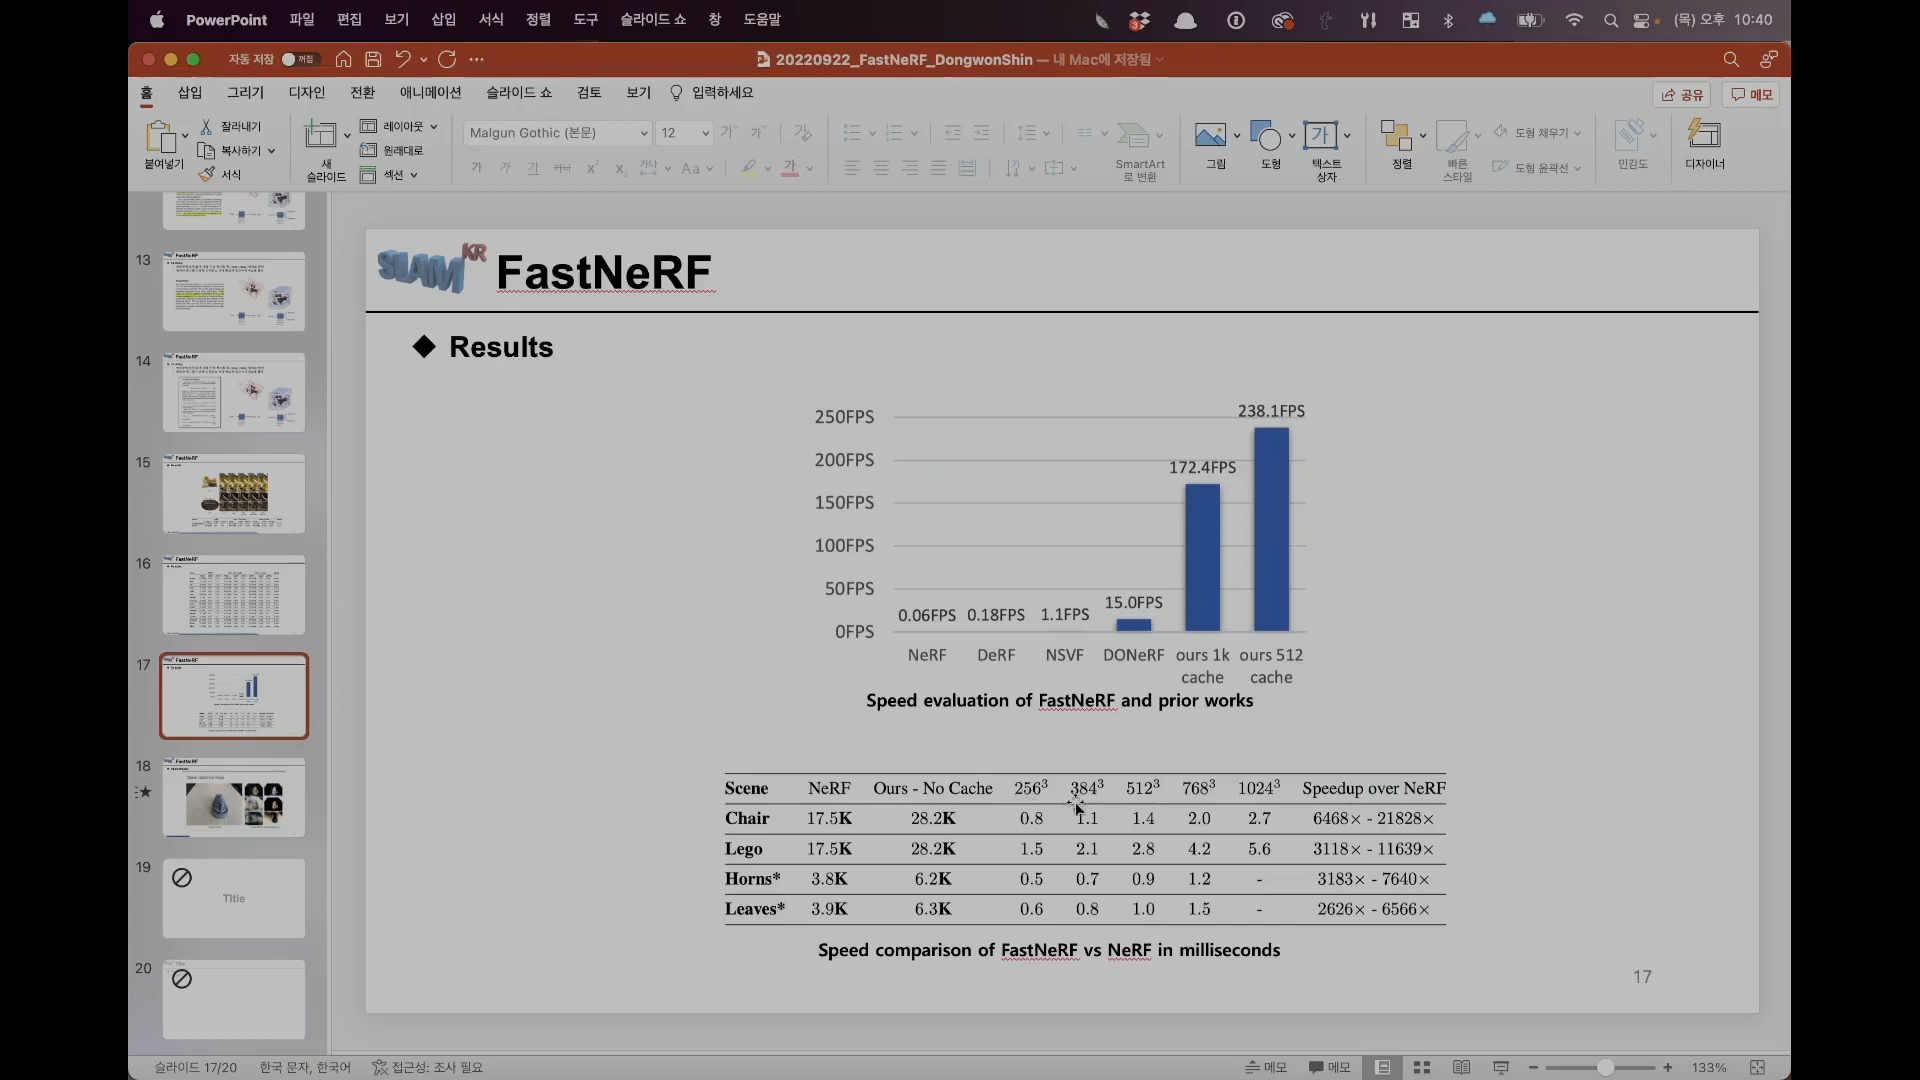 PowerPoint 파일 편집 보기 삽입 서식 정렬 도구 슬라이드 쇼 창 도움말 (목) 오후 10:40
자동 저장 꺼짐 20220922_FastNeRF_DongwonShin — 내 Mac에 저장됨
홈 삽입 그리기 디자인 전환 애니메이션 슬라이드 쇼 검토 보기 입력하세요 공유 메모
붙여넣기 잘라내기 복사하기 서식
새 슬라이드 레이아웃 원래대로 섹션
Malgun Gothic (본문) 12
SmartArt로 변환
그림 도형 텍스트 상자 정렬 빠른 스타일 도형 채우기 도형 윤곽선 민감도 디자이너
13
FastNeRF
14
FastNeRF
15
FastNeRF
16
FastNeRF
17
FastNeRF
18
FastNeRF
19
Title
20
SLAM KR FastNeRF
Results
250FPS
200FPS
150FPS
100FPS
50FPS
0FPS
0.06FPS 0.18FPS 1.1FPS 15.0FPS 172.4FPS 238.1FPS
NeRF DeRF NSVF DONeRF ours 1k cache ours 512 cache
Speed evaluation of FastNeRF and prior works
Scene NeRF Ours - No Cache 256³ 384³ 512³ 768³ 1024³ Speedup over NeRF
Chair 17.5K 28.2K 0.8 1.1 1.4 2.0 2.7 6468× - 21828×
Lego 17.5K 28.2K 1.5 2.1 2.8 4.2 5.6 3118× - 11639×
Horns* 3.8K 6.2K 0.5 0.7 0.9 1.2 - 3183× - 7640×
Leaves* 3.9K 6.3K 0.6 0.8 1.0 1.5 - 2626× - 6566×
Speed comparison of FastNeRF vs NeRF in milliseconds
17
슬라이드 17/20 한국 문자, 한국어 접근성: 조사 필요 메모 메모 133%